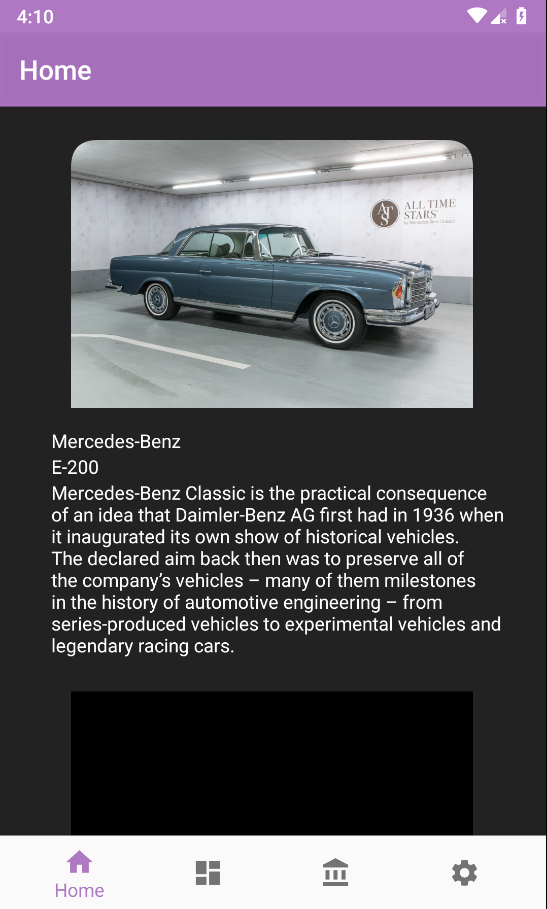 4:10
Home
ATS
ALL TIME
STARS
Mercedes-Benz
E-200
Mercedes-Benz Classic is the practical consequence
of an idea that Daimler-Benz AG first had in 1936 when
it inaugurated its own show of historical vehicles.
The declared aim back then was to preserve all of
the company’s vehicles – many of them milestones
in the history of automotive engineering – from
series-produced vehicles to experimental vehicles and
legendary racing cars.
Home